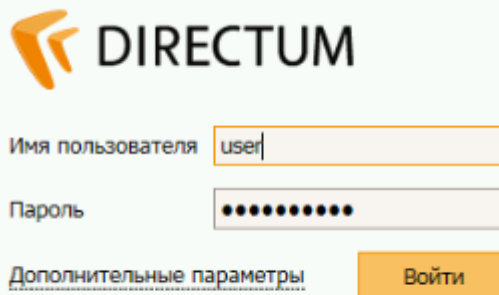 DIRECTUM
Имя пользователя user
Пароль ●●●●●●●●●●
Дополнительные параметры Войти